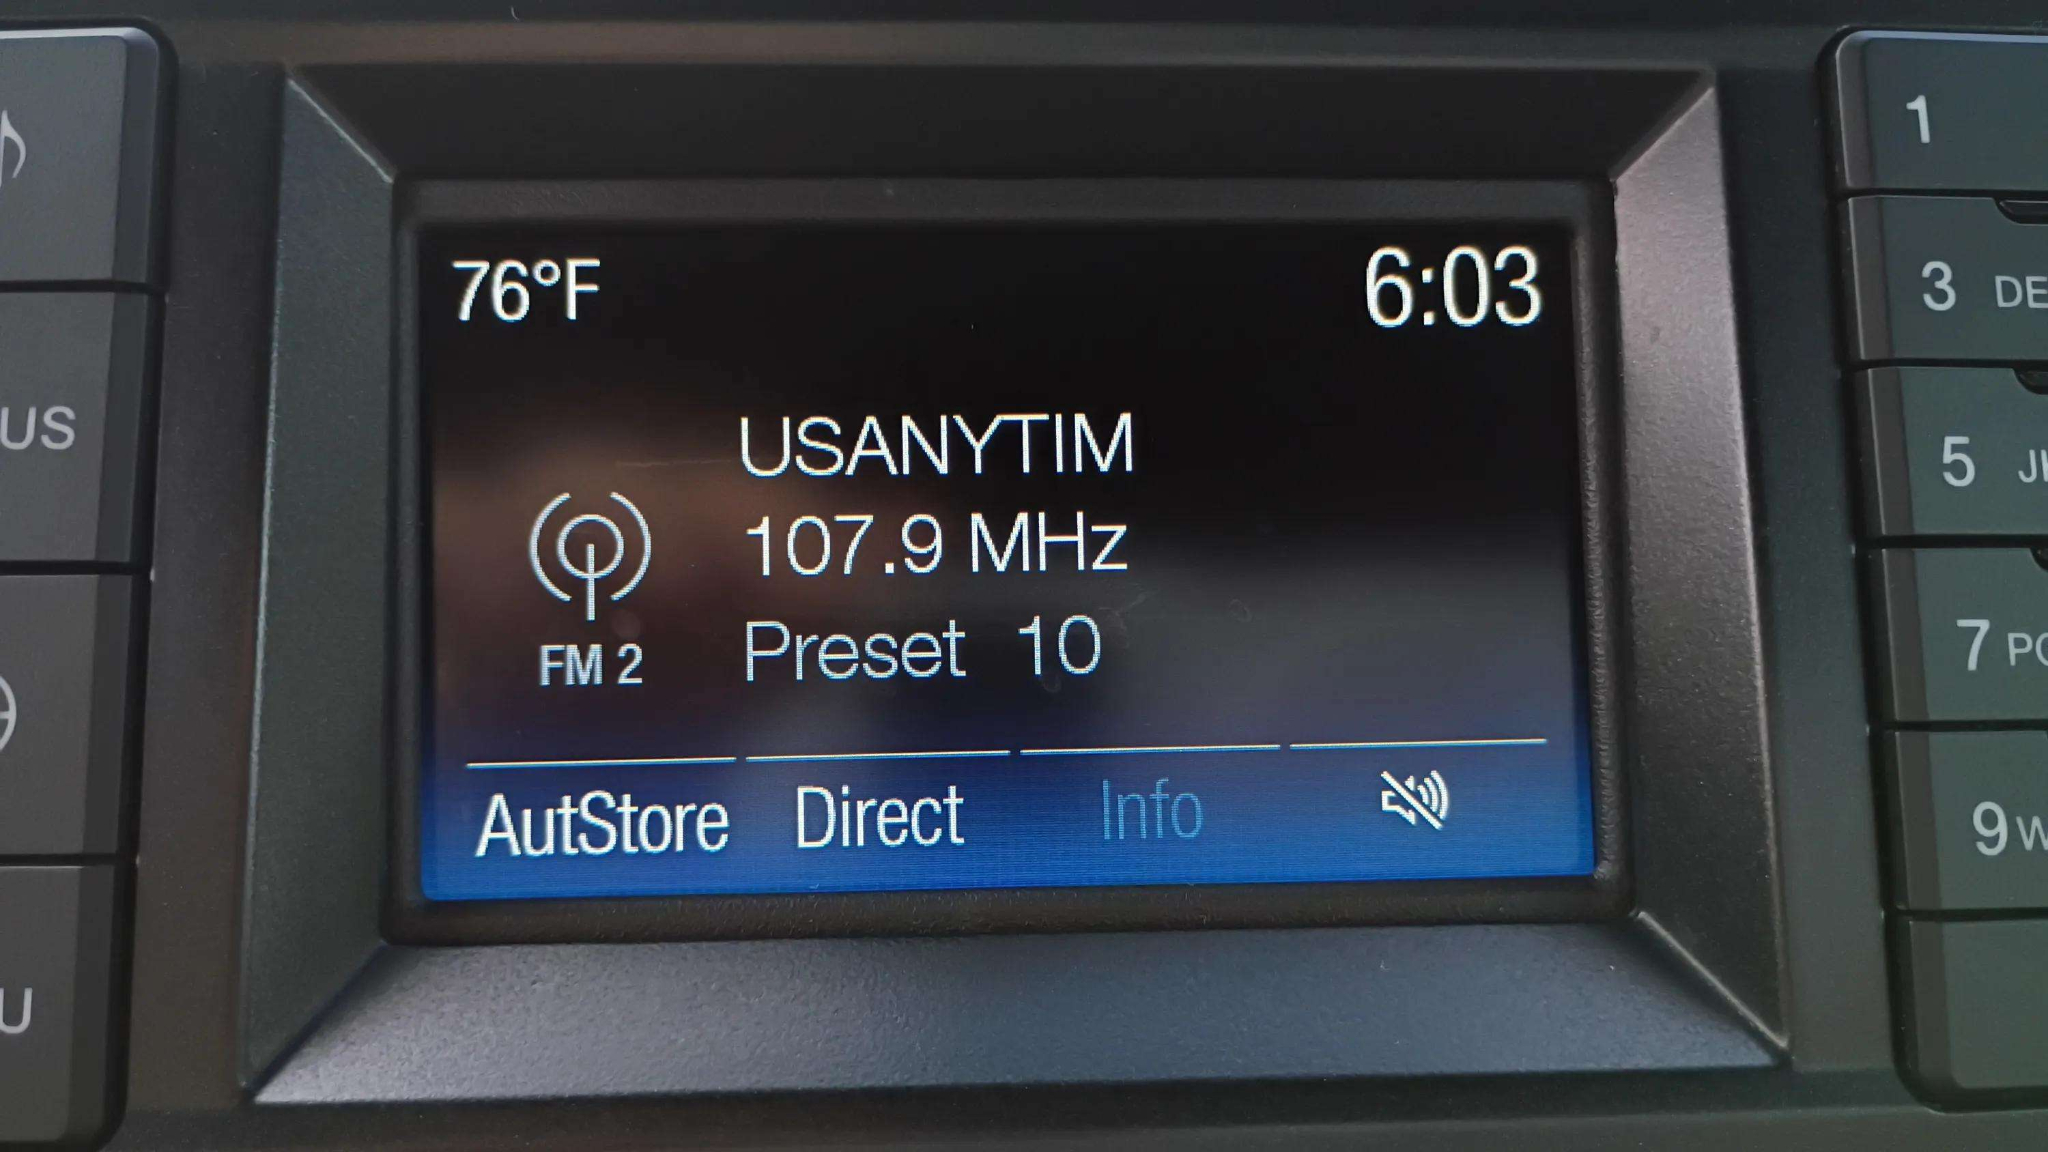 76°F 6:03
USANYTIM
107.9 MHz
Preset 10
FM 2
AutStore Direct Info
US
U
1
3 DE
5
7
9 W